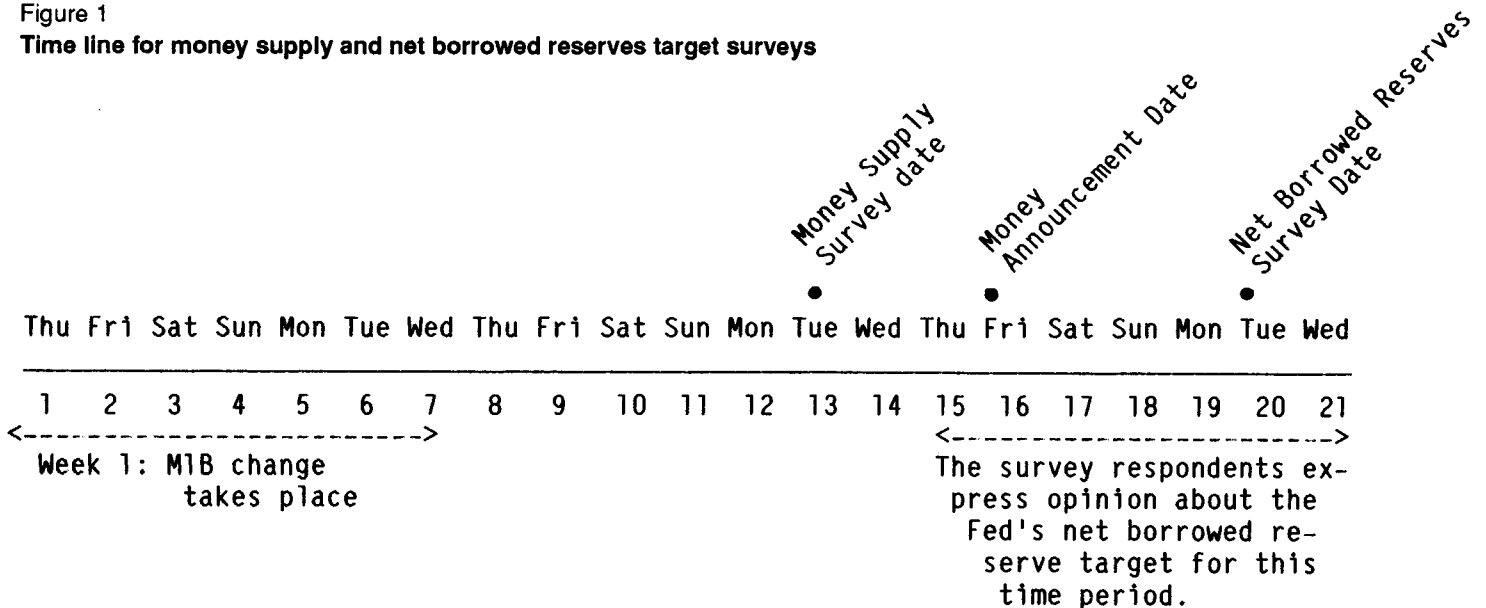 Figure 1
Time line for money supply and net borrowed reserves target surveys
Money Supply
Survey date
Money
Announcement Date
Net Borrowed Reserves
Survey Date
Thu Fri Sat Sun Mon Tue Wed Thu Fri Sat Sun Mon Tue Wed Thu Fri Sat Sun Mon Tue Wed
1 2 3 4 5 6 7 8 9 10 11 12 13 14 15 16 17 18 19 20 21
<------------------------->
<------------------------>
Week 1: M1B change
takes place
The survey respondents ex-
press opinion about the
Fed's net borrowed re-
serve target for this
time period.